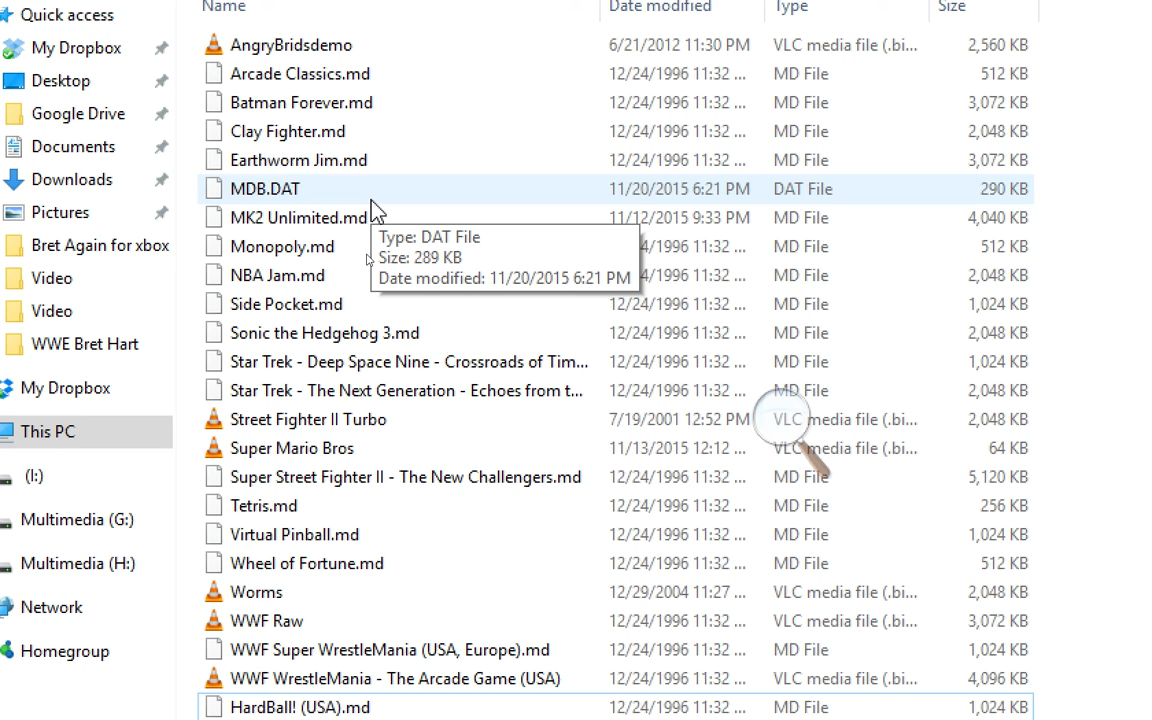 Name Date modified Type Size
Quick access
My Dropbox
Desktop
Google Drive
Documents
Downloads
Pictures
Bret Again for xbox
Video
Video
WWE Bret Hart
My Dropbox
This PC
(I:)
Multimedia (G:)
Multimedia (H:)
Network
Homegroup
AngryBridsdemo 6/21/2012 11:30 PM VLC media file (.bi... 2,560 KB
Arcade Classics.md 12/24/1996 11:32 ... MD File 512 KB
Batman Forever.md 12/24/1996 11:32 ... MD File 3,072 KB
Clay Fighter.md 12/24/1996 11:32 ... MD File 2,048 KB
Earthworm Jim.md 12/24/1996 11:32 ... MD File 3,072 KB
MDB.DAT 11/20/2015 6:21 PM DAT File 290 KB
MK2 Unlimited.md 11/12/2015 9:33 PM MD File 4,040 KB
Type: DAT File
Size: 289 KB
Date modified: 11/20/2015 6:21 PM
Monopoly.md 11:32 ... MD File 512 KB
NBA Jam.md 11:32 ... MD File 2,048 KB
Side Pocket.md 12/24/1996 11:32 ... MD File 1,024 KB
Sonic the Hedgehog 3.md 12/24/1996 11:32 ... MD File 2,048 KB
Star Trek - Deep Space Nine - Crossroads of Tim... 12/24/1996 11:32 ... MD File 1,024 KB
Star Trek - The Next Generation - Echoes from t... 12/24/1996 11:32 ... MD File 2,048 KB
Street Fighter II Turbo 7/19/2001 12:52 PM VLC media file (.bi... 2,048 KB
Super Mario Bros 11/13/2015 12:12 ... VLC media file (.bi... 64 KB
Super Street Fighter II - The New Challengers.md 12/24/1996 11:32 ... MD File 5,120 KB
Tetris.md 12/24/1996 11:32 ... MD File 256 KB
Virtual Pinball.md 12/24/1996 11:32 ... MD File 1,024 KB
Wheel of Fortune.md 12/24/1996 11:32 ... MD File 512 KB
Worms 12/29/2004 11:27 ... VLC media file (.bi... 2,048 KB
WWF Raw 12/24/1996 11:32 ... VLC media file (.bi... 3,072 KB
WWF Super WrestleMania (USA, Europe).md 12/24/1996 11:32 ... MD File 1,024 KB
WWF WrestleMania - The Arcade Game (USA) 12/24/1996 11:32 ... VLC media file (.bi... 4,096 KB
HardBall! (USA).md 12/24/1996 11:32 ... MD File 1,024 KB